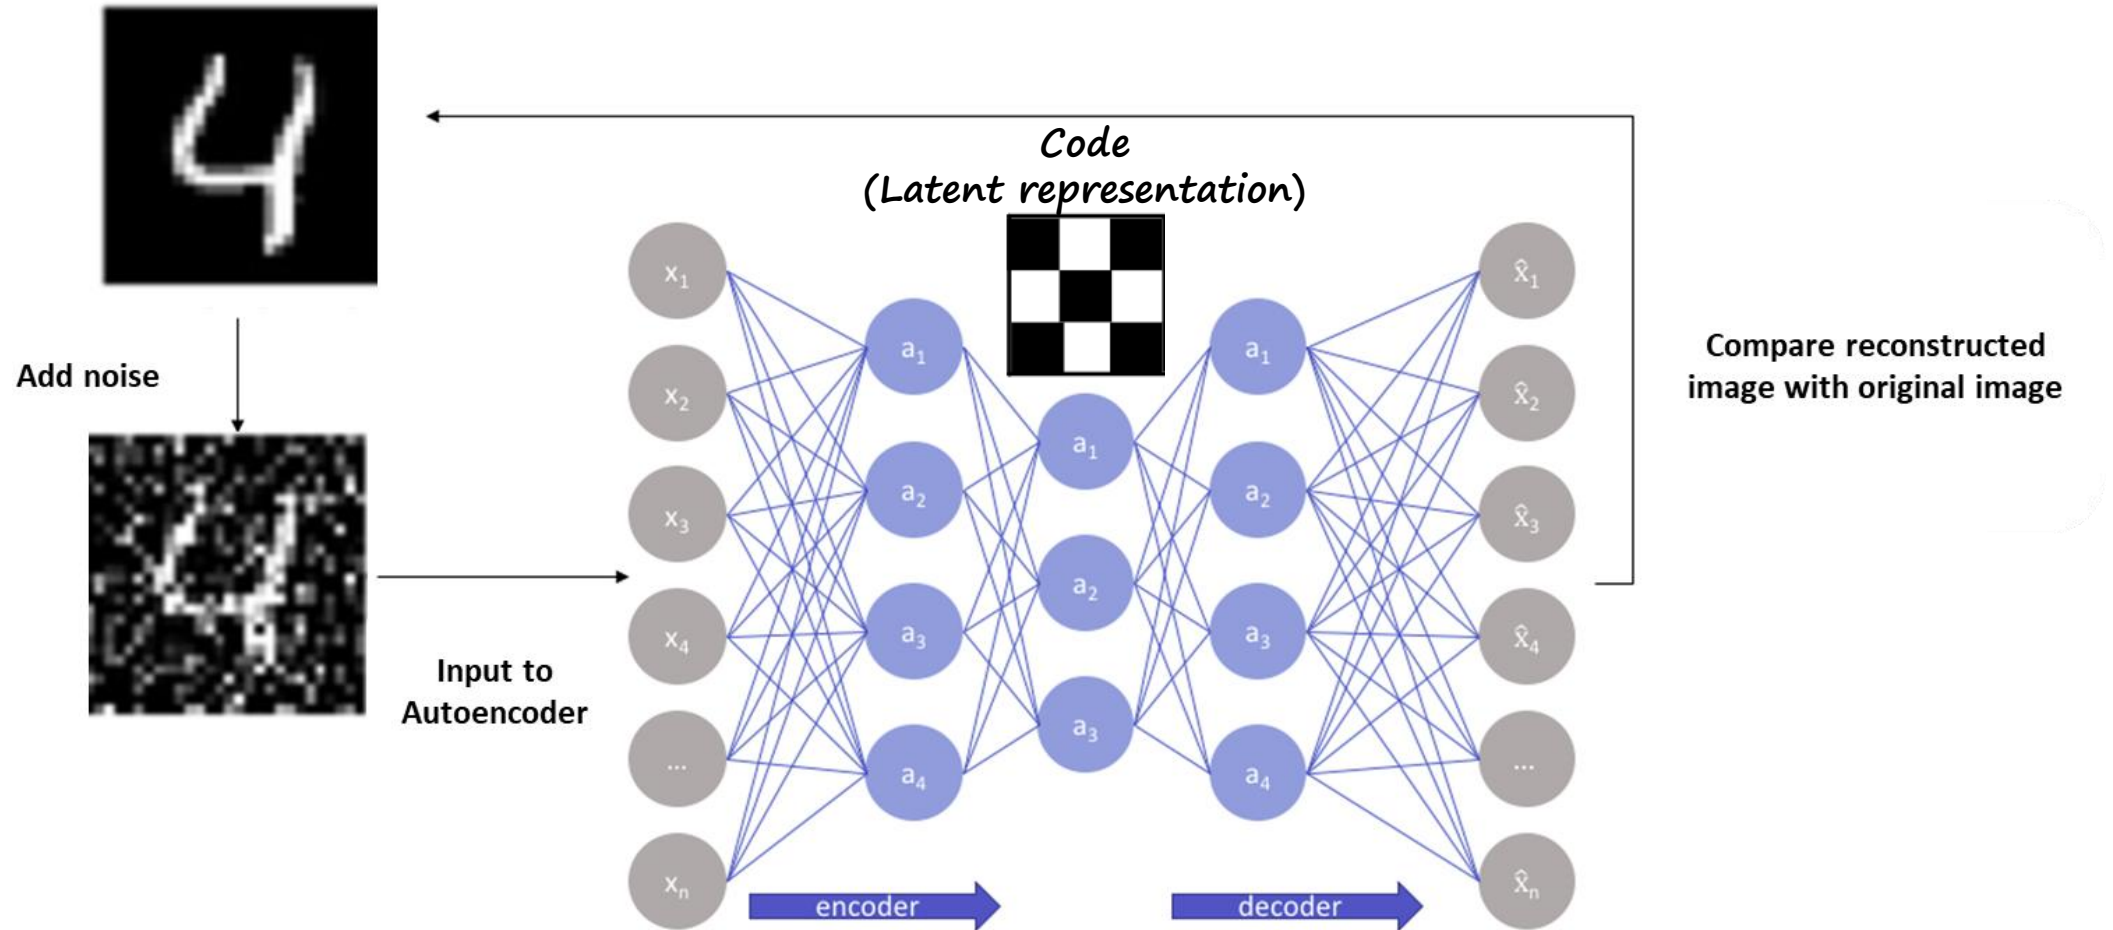 Code
(Latent representation)
Add noise
Input to
Autoencoder
x₁
x₂
x₃
x₄
...
xₙ
a₁
a₂
a₃
a₄
a₁
a₂
a₃
a₁
a₂
a₃
a₄
x̂₁
x̂₂
x̂₃
x̂₄
...
x̂ₙ
encoder
decoder
Compare reconstructed
image with original image